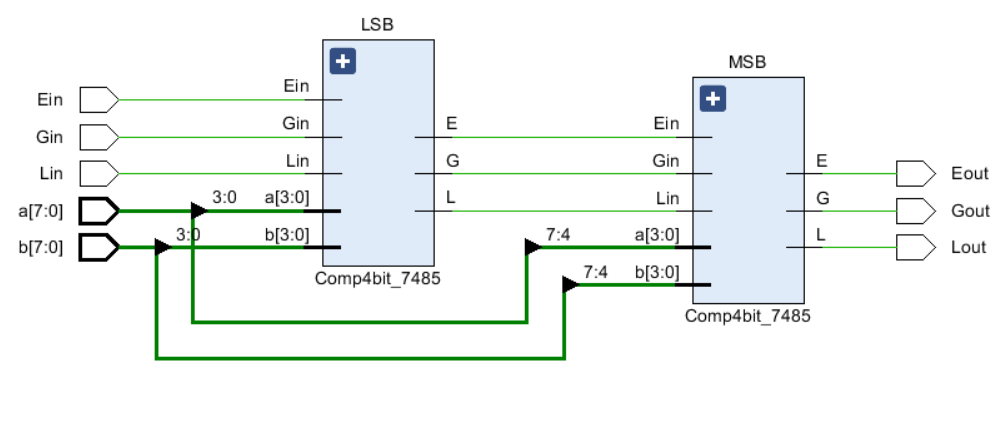 LSB
MSB
Ein
Ein
Gin
Gin
E
Ein
Lin
Lin
G
Gin
E
Eout
a[7:0]
3:0
a[3:0]
L
Lin
G
Gout
b[7:0]
3:0
b[3:0]
7:4
a[3:0]
L
Lout
7:4
b[3:0]
Comp4bit_7485
Comp4bit_7485